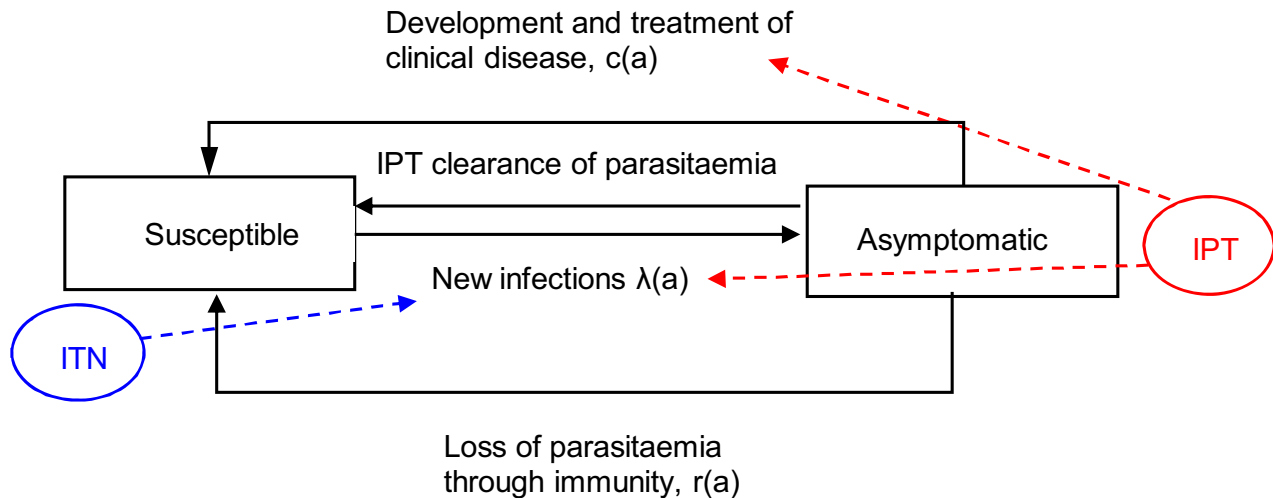 Development and treatment of
clinical disease, c(a)
IPT clearance of parasitaemia
Susceptible
Asymptomatic
IPT
New infections λ(a)
ITN
Loss of parasitaemia
through immunity, r(a)